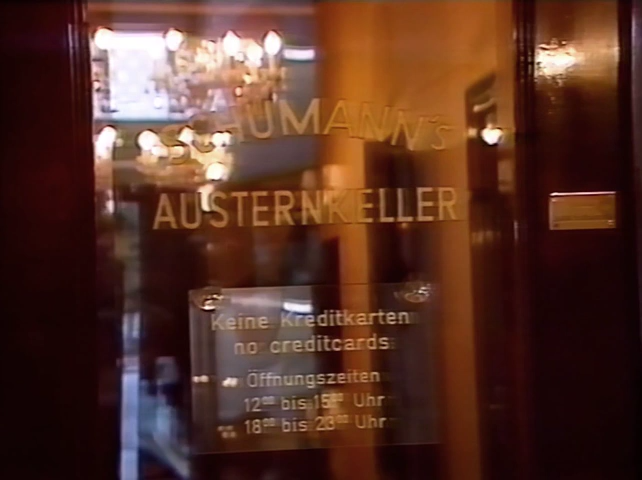 SCHUMANN's
AUSTERNKELLER
Keine Kreditkarten
no creditcards
Öffnungszeiten
12⁰⁰ bis 15⁰⁰ Uhr
18⁰⁰ bis 23⁰⁰ Uhr